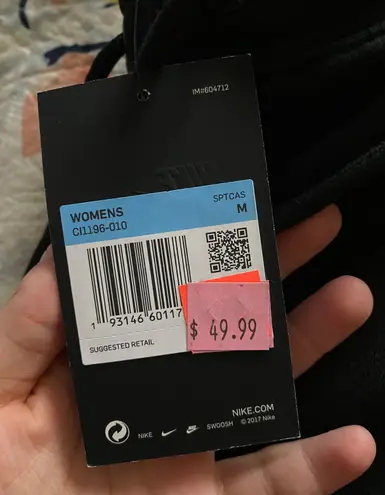 IM#604712
WOMENS
SPTCAS
CI1196-010
M
1 93146 60117
SUGGESTED RETAIL
$ 49.99
NIKE.COM
NIKE SWOOSH © 2017 Nike